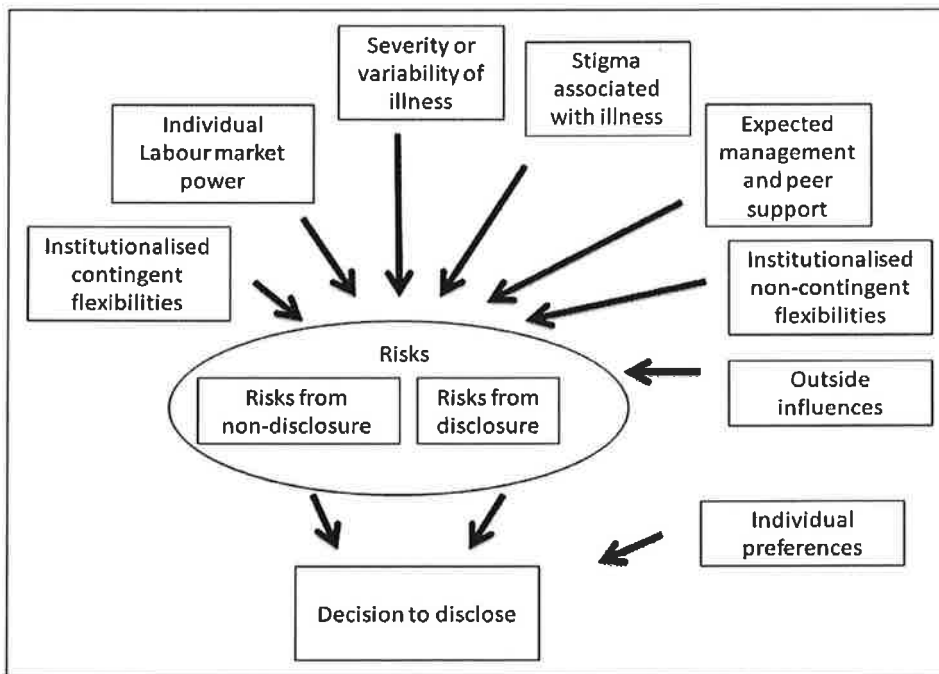 Severity or
variability of
illness
Stigma
associated
with illness
Individual
Labour market
power
Expected
management
and peer
support
Institutionalised
contingent
flexibilities
Institutionalised
non-contingent
flexibilities
Risks
Risks from
non-disclosure
Risks from
disclosure
Outside
influences
Individual
preferences
Decision to disclose